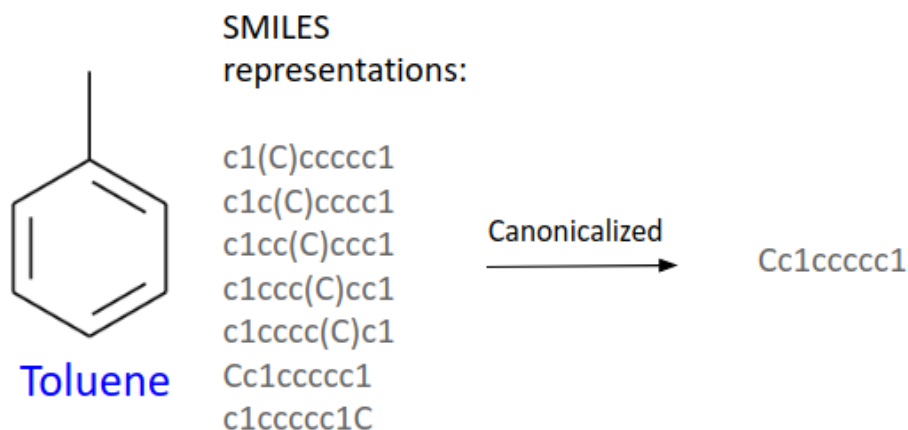 SMILES
representations:
c1(C)ccccc1
c1c(C)cccc1
c1cc(C)ccc1
c1ccc(C)cc1
c1cccc(C)c1
Cc1ccccc1
c1ccccc1C
Canonicalized
Cc1ccccc1
Toluene